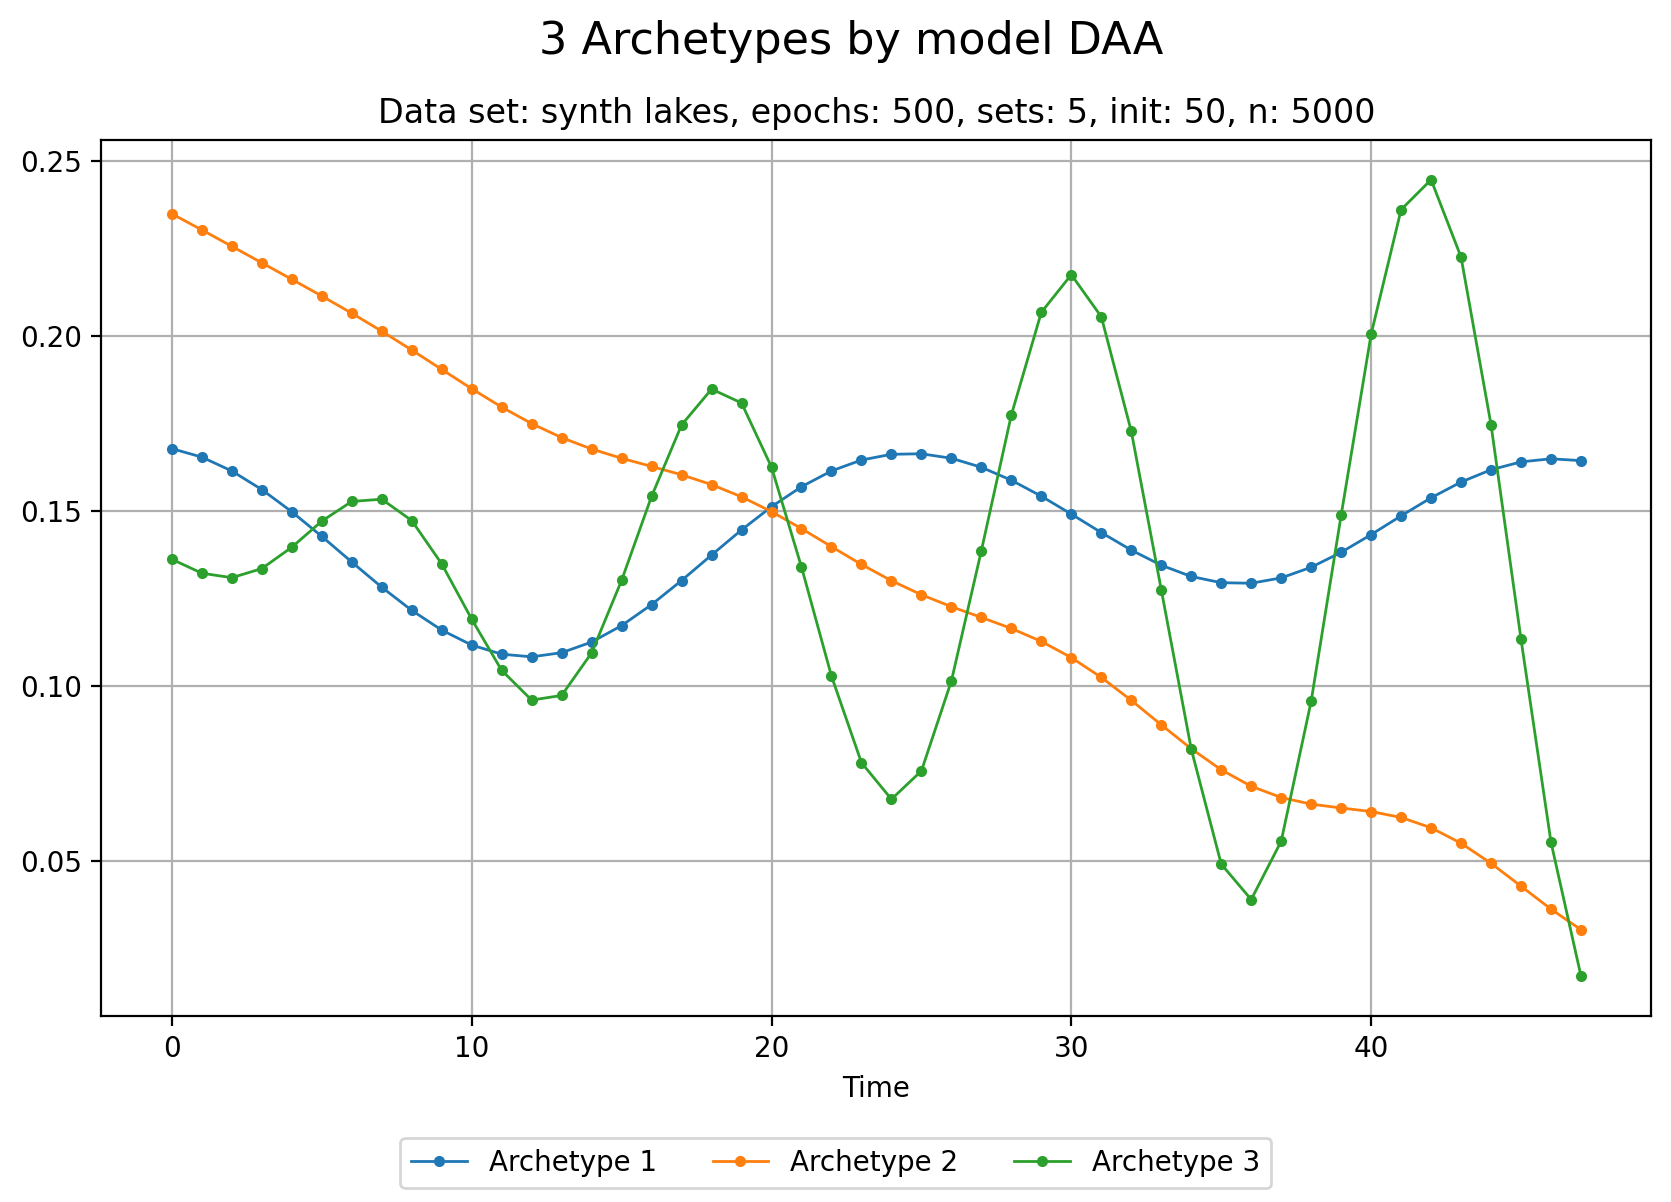 3 Archetypes by model DAA
Data set: synth lakes, epochs: 500, sets: 5, init: 50, n: 5000
0.25
0.20
0.15
0.10
0.05
0 10 20 30 40
Time
Archetype 1 Archetype 2 Archetype 3